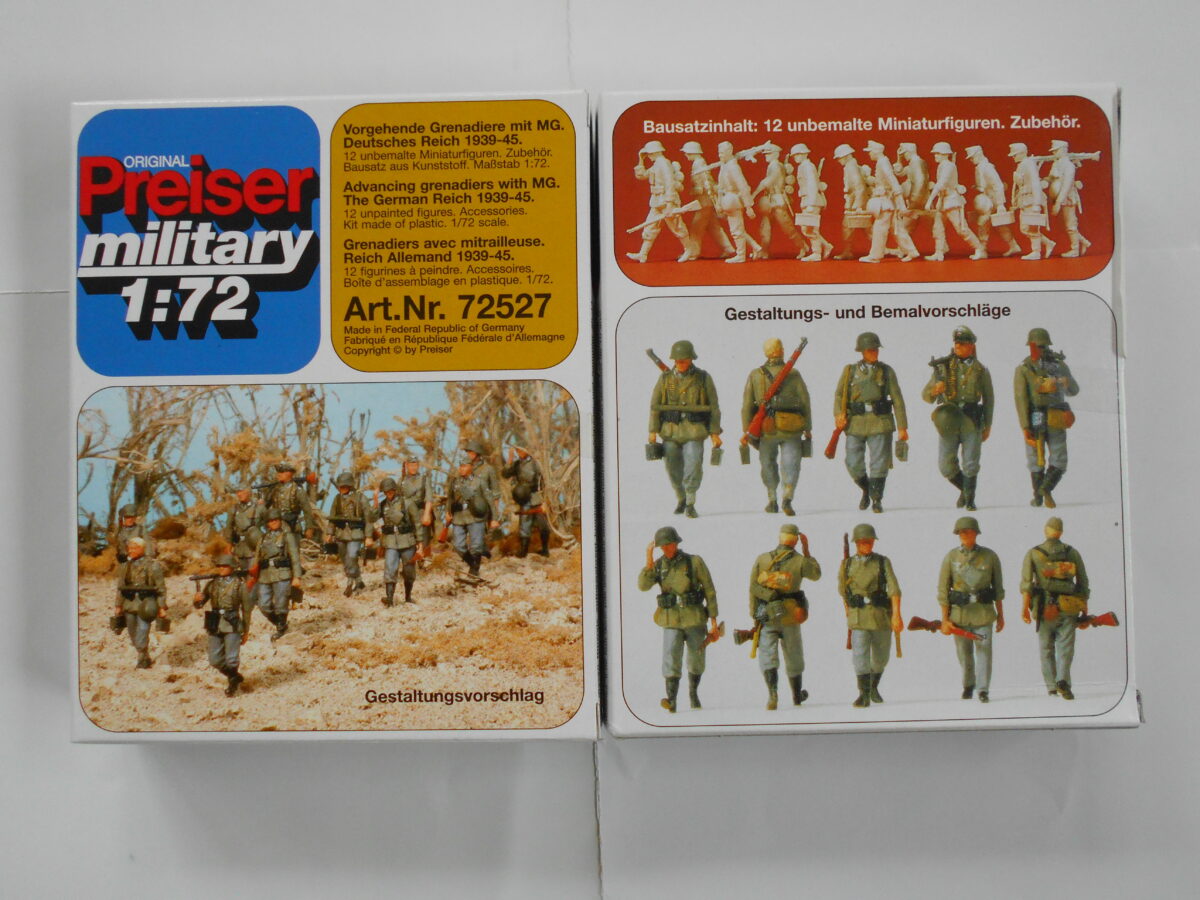 ORIGINAL
Preiser
military
1:72
Vorgehende Grenadiere mit MG.
Deutsches Reich 1939-45.
12 unbemalte Miniaturfiguren. Zubehör.
Bausatz aus Kunststoff. Maßstab 1:72.
Advancing grenadiers with MG.
The German Reich 1939-45.
12 unpainted figures. Accessories.
Kit made of plastic. 1/72 scale.
Grenadiers avec mitrailleuse.
Reich Allemand 1939-45.
12 figurines à peindre. Accessoires.
Boîte d'assemblage en plastique. 1/72.
Art.Nr. 72527
Made in Federal Republic of Germany
Fabriqué en République Fédérale d'Allemagne
Copyright © by Preiser
Gestaltungsvorschlag
Bausatzinhalt: 12 unbemalte Miniaturfiguren. Zubehör.
Gestaltungs- und Bemalvorschläge